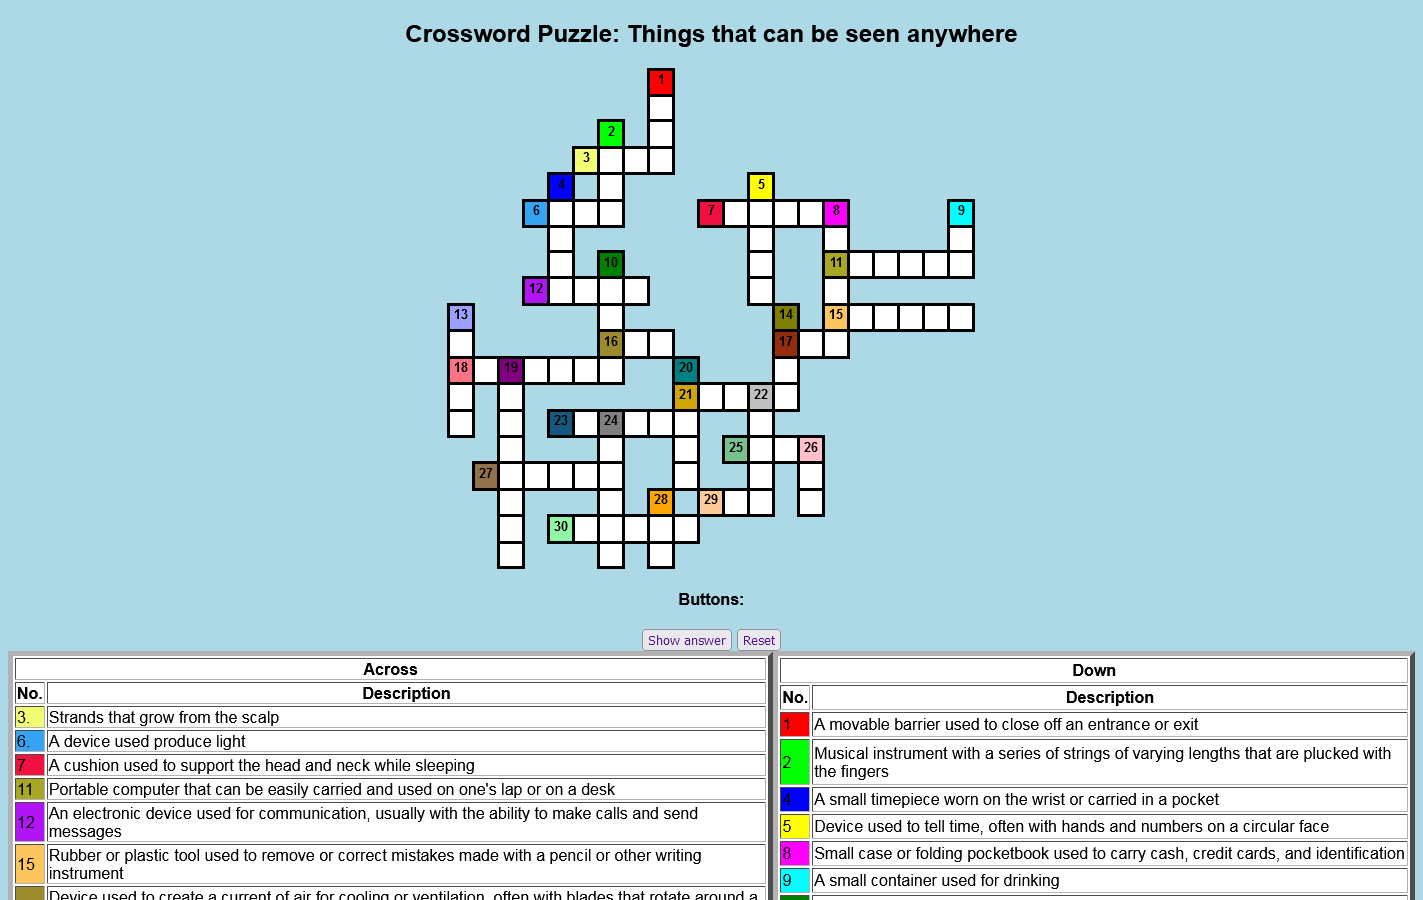 Crossword Puzzle: Things that can be seen anywhere
1
2
3
4
5
6
7
8
9
10
11
12
13
14
15
16
17
18
19
20
21
22
23
24
25
26
27
28
29
30
Buttons:
Show answer
Reset
Across
No.
Description
3.
Strands that grow from the scalp
6.
A device used produce light
7
A cushion used to support the head and neck while sleeping
11
Portable computer that can be easily carried and used on one's lap or on a desk
12
An electronic device used for communication, usually with the ability to make calls and send
messages
15
Rubber or plastic tool used to remove or correct mistakes made with a pencil or other writing
instrument
Device used to create a current of air for cooling or ventilation, often with blades that rotate around a
Down
No.
Description
1
A movable barrier used to close off an entrance or exit
2
Musical instrument with a series of strings of varying lengths that are plucked with
the fingers
4
A small timepiece worn on the wrist or carried in a pocket
5
Device used to tell time, often with hands and numbers on a circular face
8
Small case or folding pocketbook used to carry cash, credit cards, and identification
9
A small container used for drinking